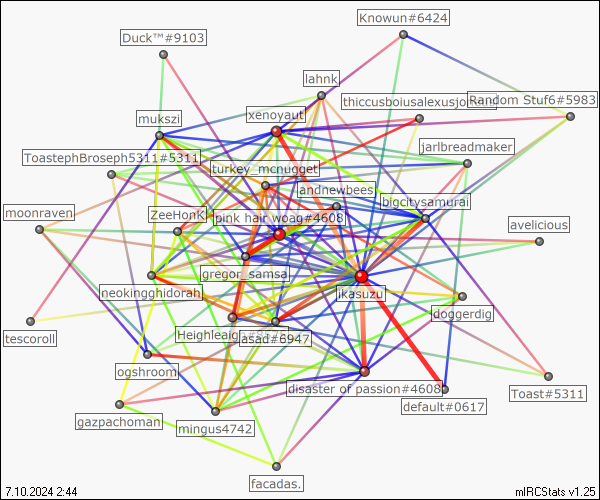 Knowun#6424
Duck™#9103
lahnk
thiccusboiusalexusjo
Random Stuf6#5983
xenoyaut
mukszi
jarlbreadmaker
ToastephBroseph5311#5311
turkey_mcnugget
andnewbees
bigcitysamurai
moonraven
ZeeHonK
pink hair woag#4608
avelicious
gregor_samsa
jikasuzu
neokingghidorah
doggerdig
tescoroll
Heighleigh
asad#6947
ogshroom
disaster of passion#4608
Toast#5311
default#0617
gazpachoman
mingus4742
facadas.
7.10.2024 2:44
mIRCStats v1.25